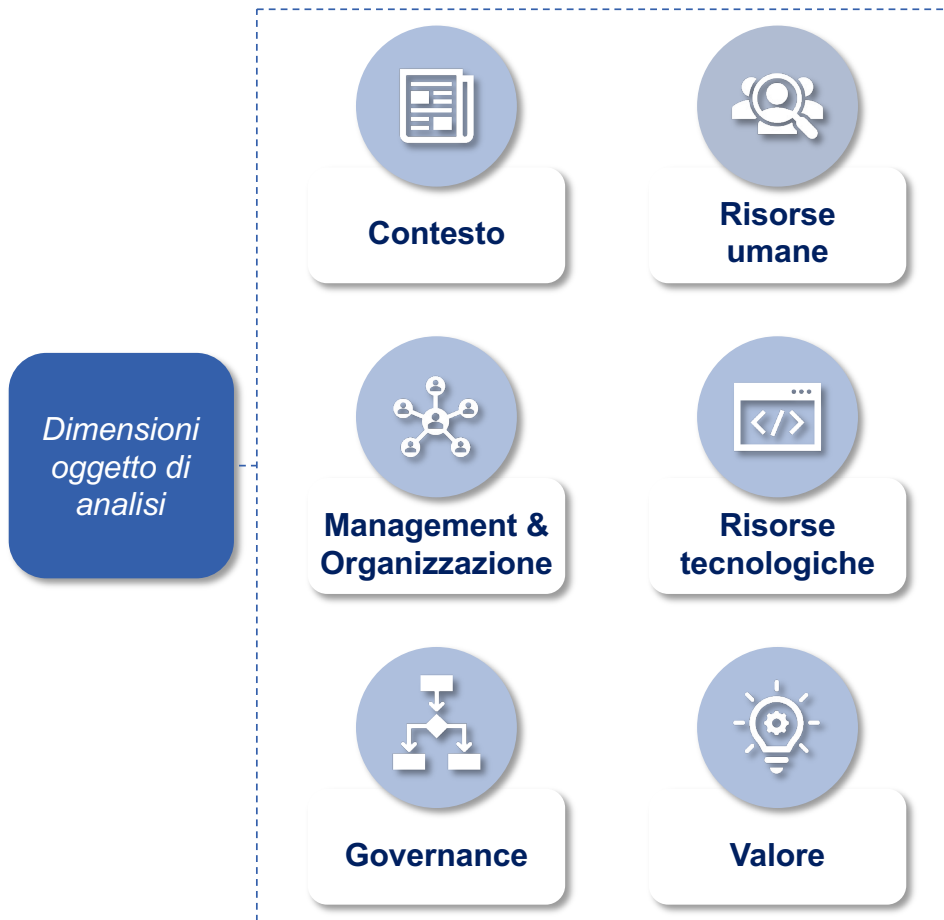 Dimensioni
oggetto di
analisi
Contesto
Risorse
umane
Management &
Organizzazione
Risorse
tecnologiche
Governance
Valore